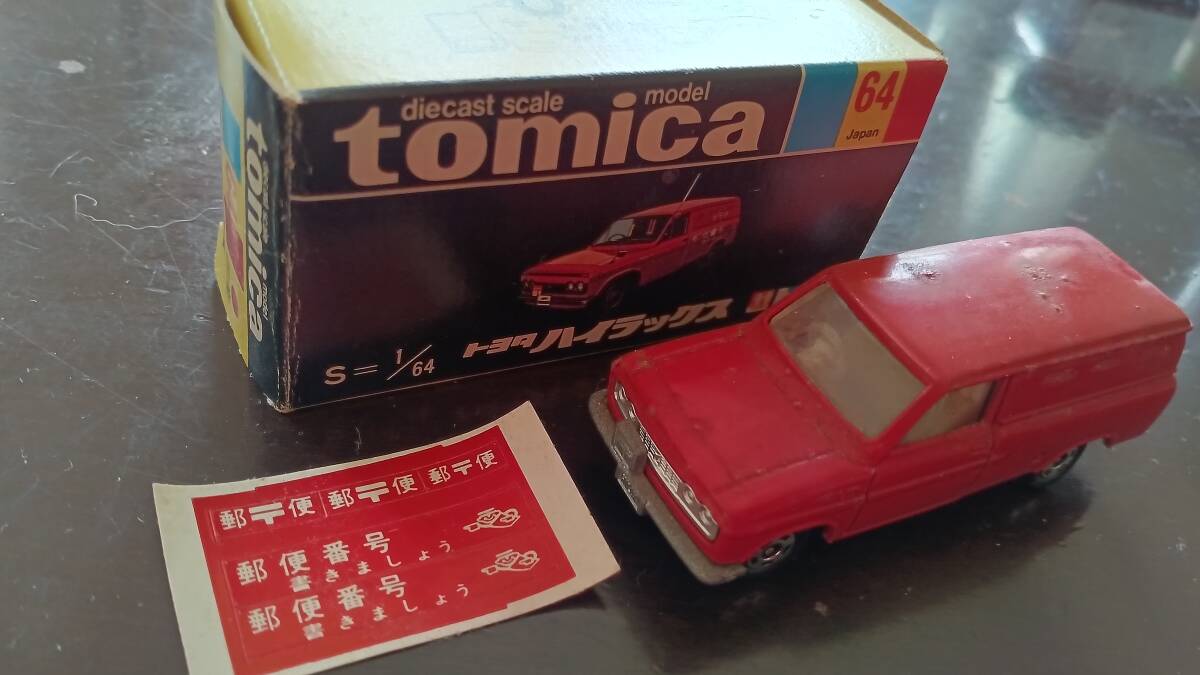 diecast scale model
tomica
64
Japan
S=1/64
トヨタ ハイラックス
tomica
郵〒便 郵〒便 郵〒便
郵便番号
書きましょう
郵便番号
書きましょう